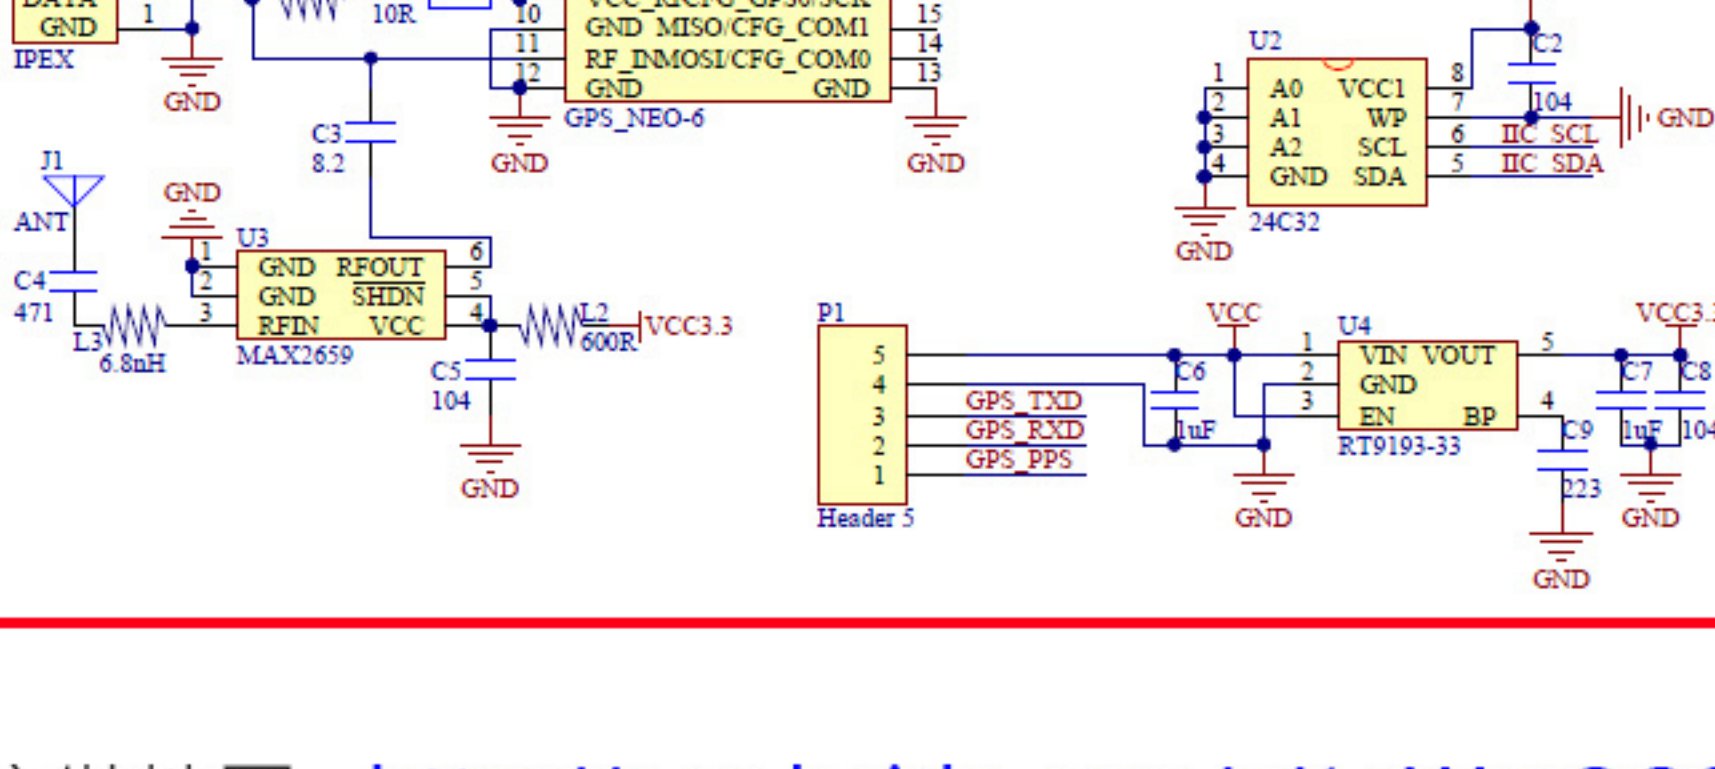 GND 1
IPEX
GND
10R
10
GND MISO/CFG_COM1
11
RF_INMOSI/CFG_COM0
12
GND GND
15
14
13
GPS_NEO-6
GND
GND
C3
8.2
J1
ANT
C4
471
L3
6.8nH
GND
U3
1 GND RFOUT 6
2 GND SHDN 5
3 RFIN VCC 4
MAX2659
L2
600R
VCC3.3
C5
104
GND
U2
1 A0 VCC1 8
2 A1 WP 7
3 A2 SCL 6
4 GND SDA 5
24C32
GND
C2
104
GND
IIC_SCL
IIC_SDA
P1
5
4
3 GPS_TXD
2 GPS_RXD
1 GPS_PPS
Header 5
VCC
C6
1uF
GND
U4
1 VIN VOUT 5
2 GND
3 EN BP 4
RT9193-33
C9
223
GND
C7
1uF
C8
104
GND